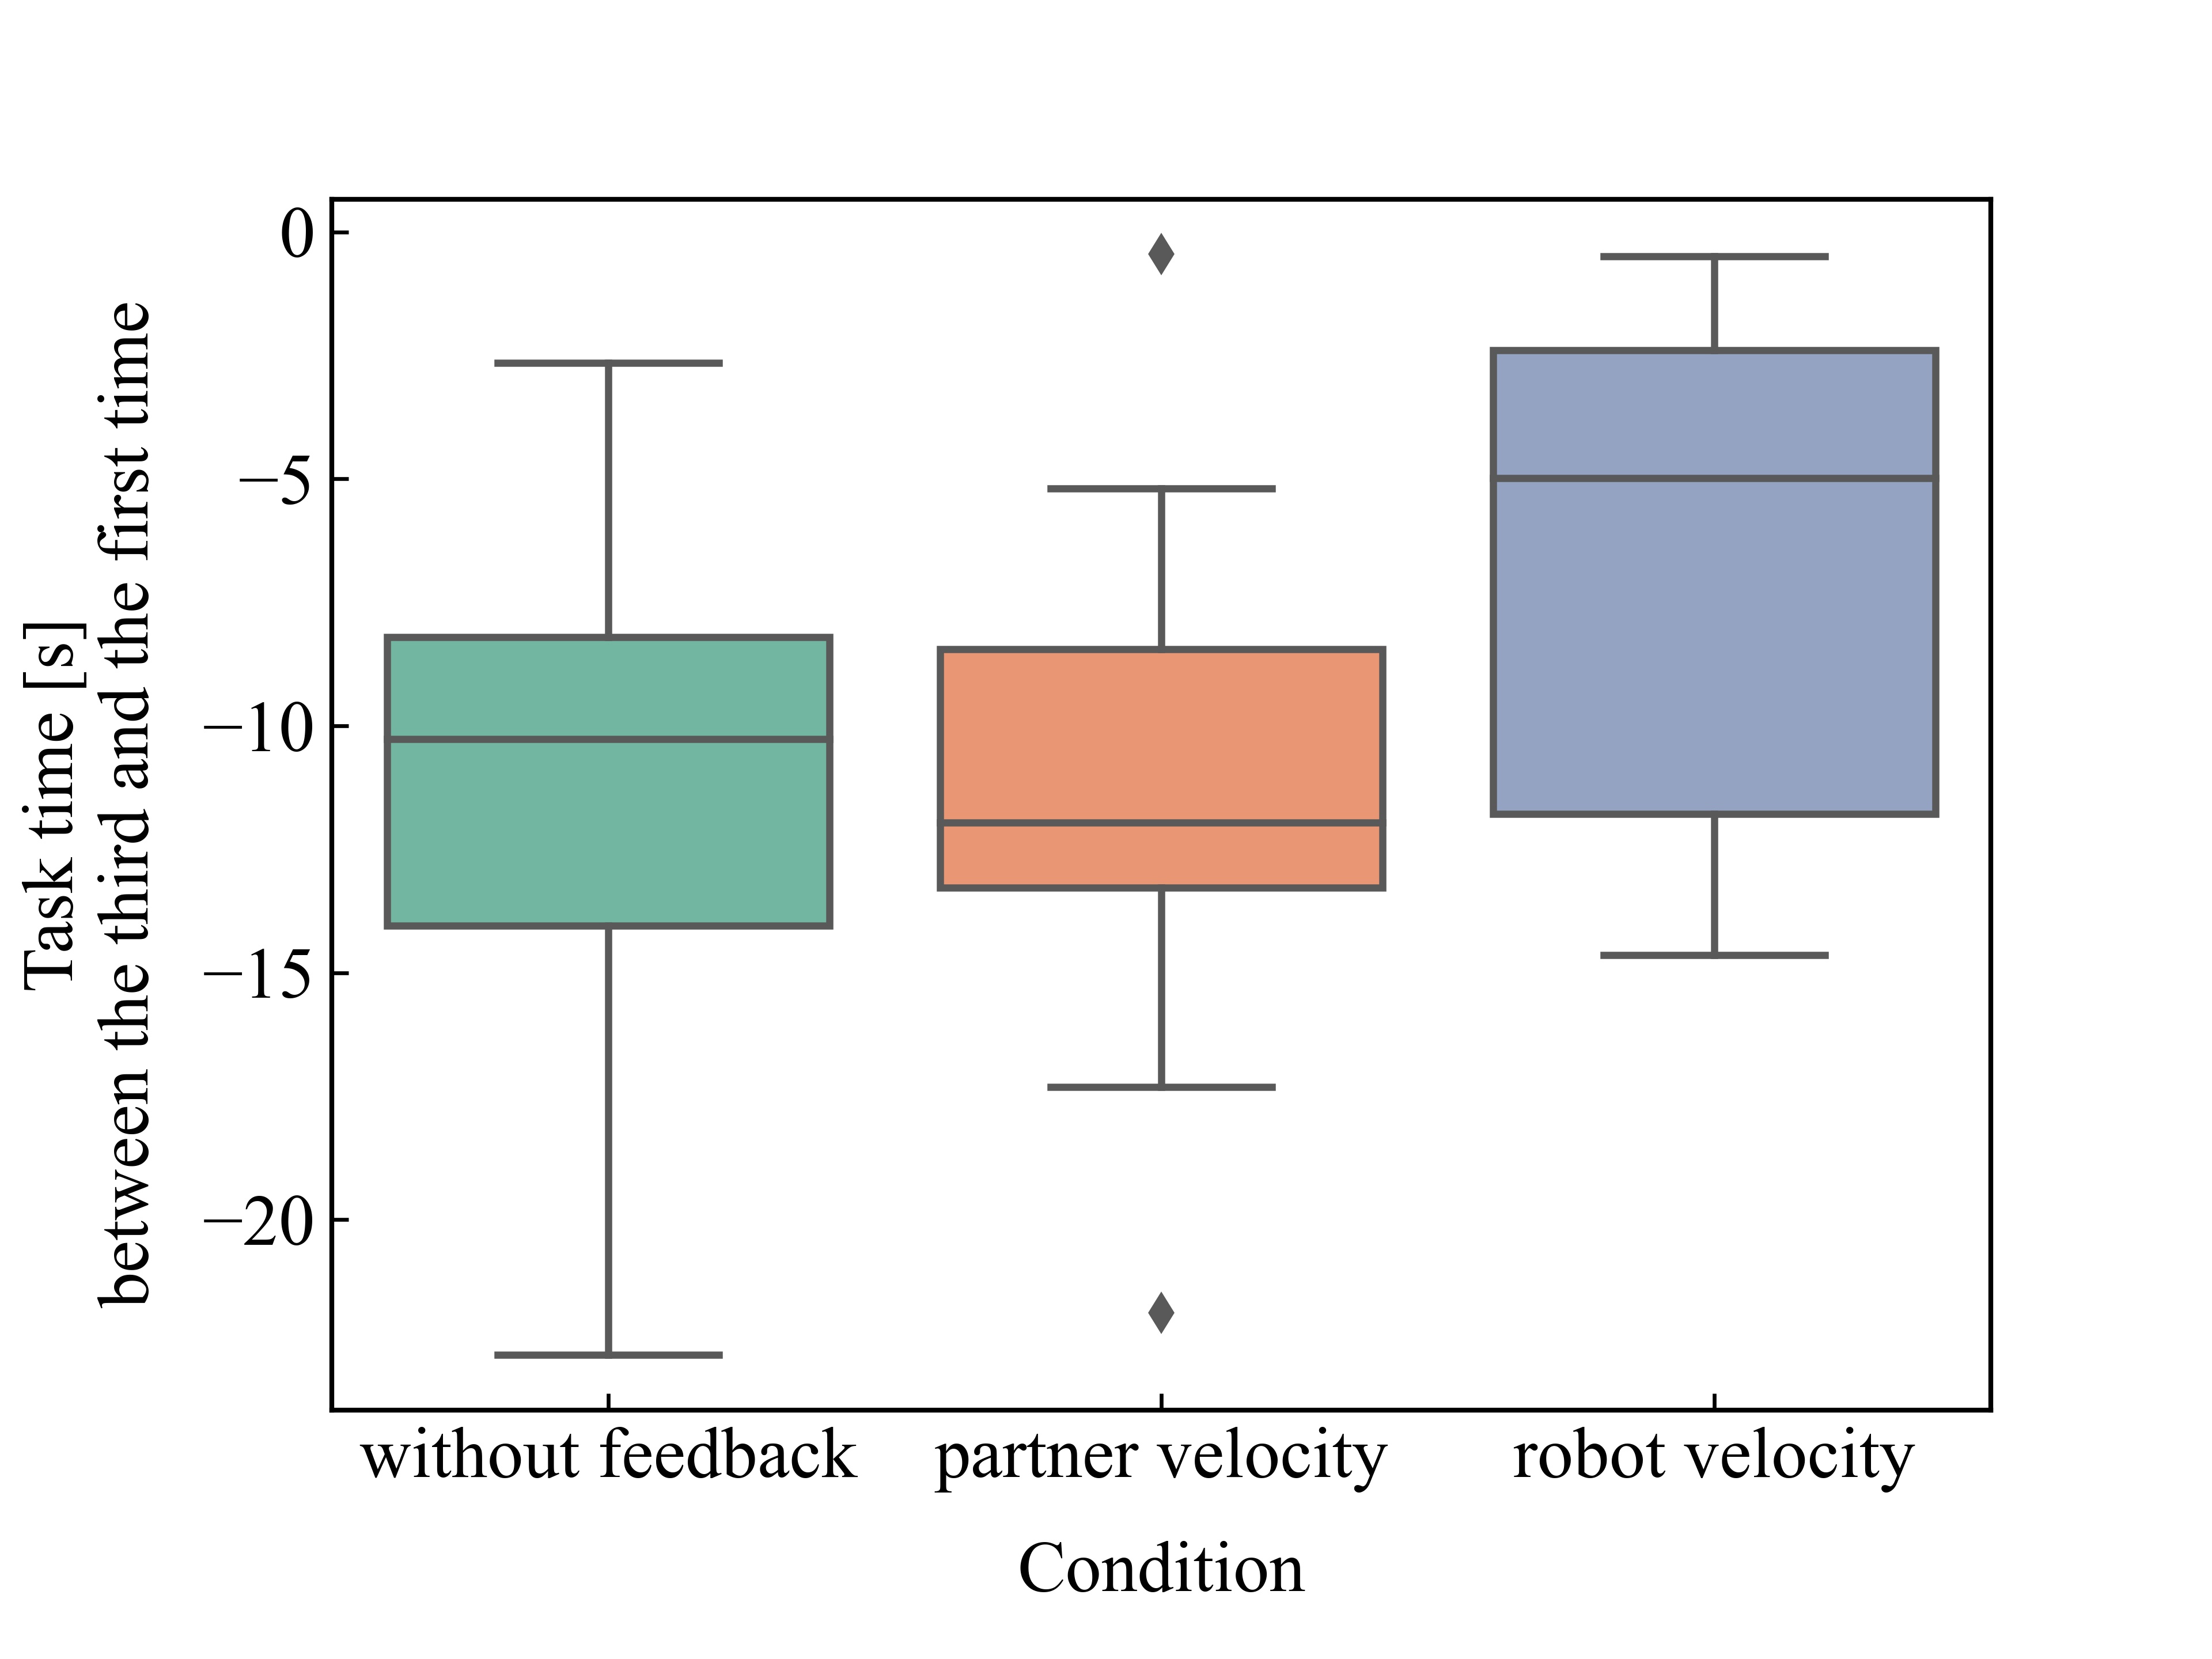 Task time [s]
between the third and the first time
0
−5
−10
−15
−20
without feedback
partner velocity
robot velocity
Condition